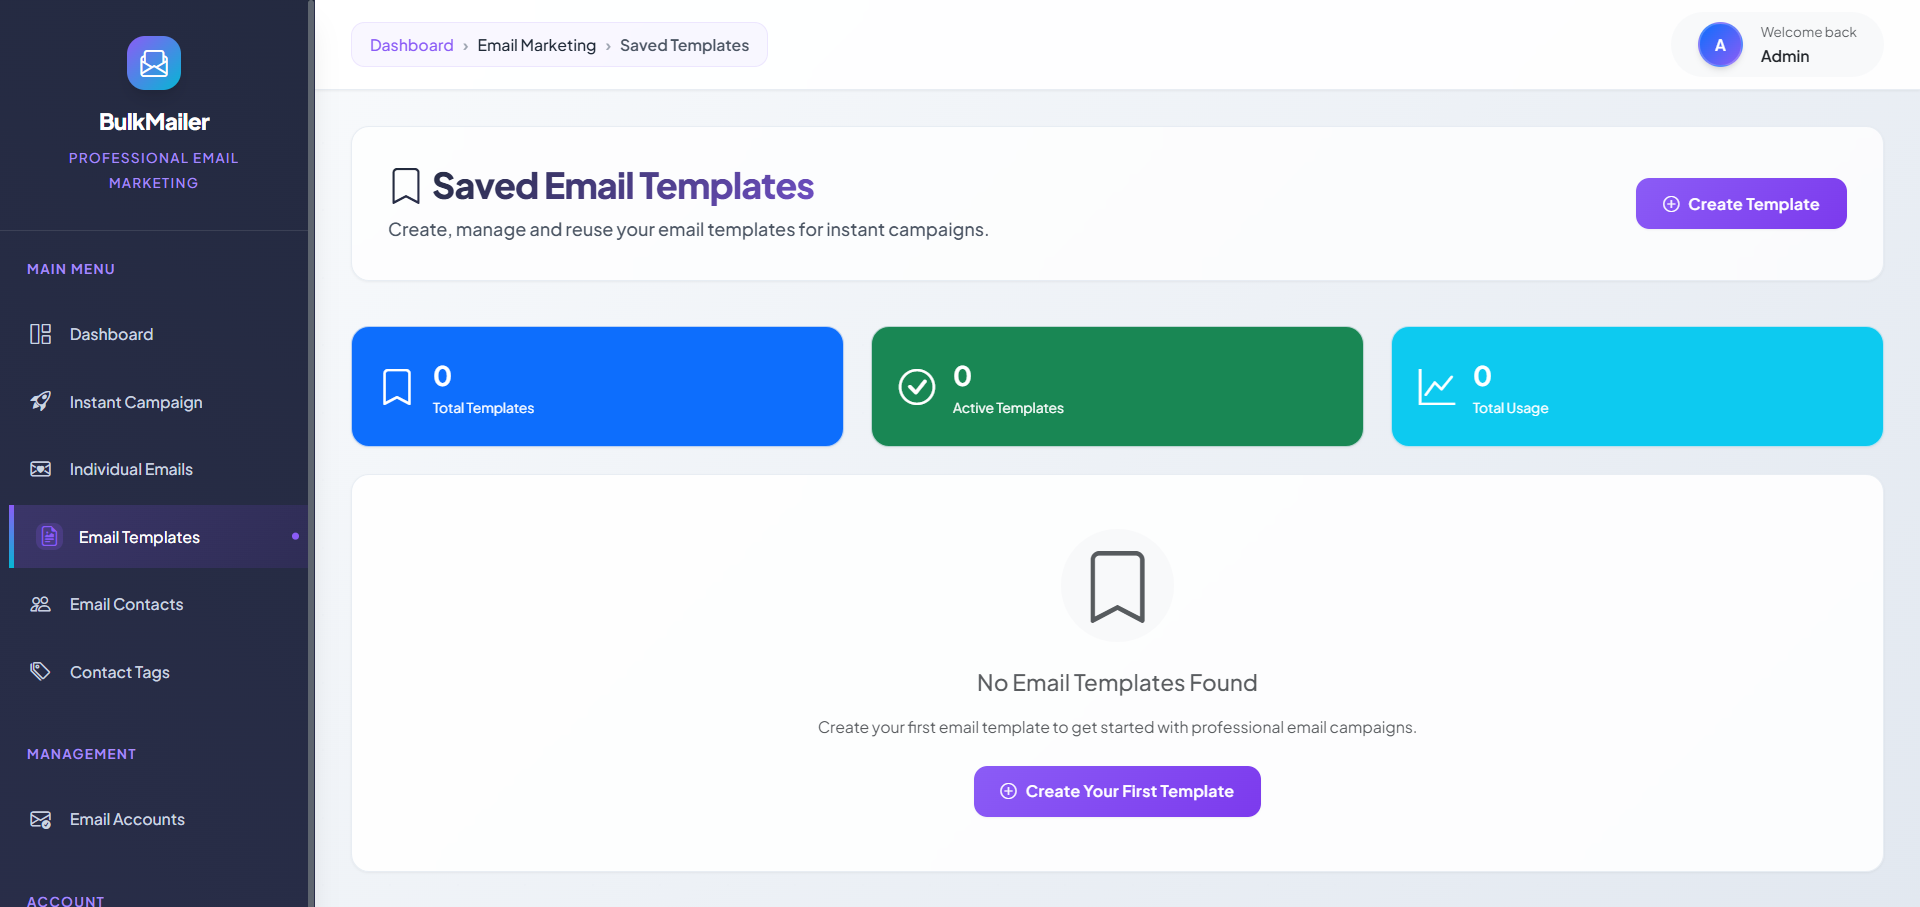 BulkMailer
PROFESSIONAL EMAIL
MARKETING
MAIN MENU
Dashboard
Instant Campaign
Individual Emails
Email Templates
Email Contacts
Contact Tags
MANAGEMENT
Email Accounts
ACCOUNT
Dashboard › Email Marketing › Saved Templates
A
Welcome back
Admin
Saved Email Templates
Create, manage and reuse your email templates for instant campaigns.
Create Template
0
Total Templates
0
Active Templates
0
Total Usage
No Email Templates Found
Create your first email template to get started with professional email campaigns.
Create Your First Template